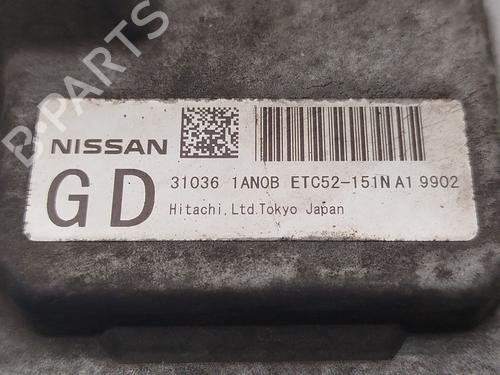 NISSAN
GD
31036 1AN0B ETC52-151N A1 9902
Hitachi, Ltd. Tokyo Japan
B-PARTS